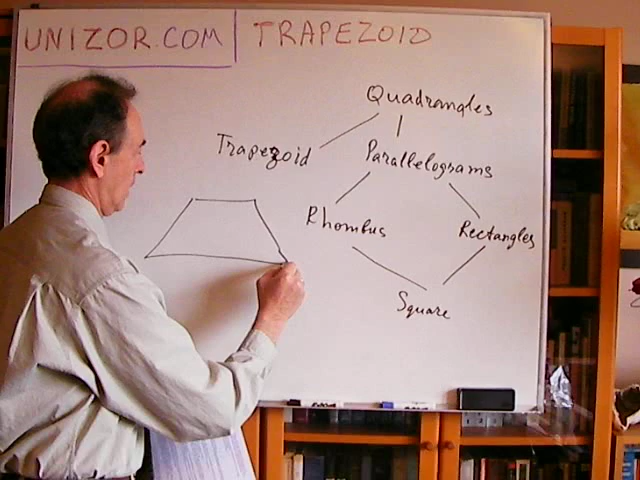 UNIZOR.COM | TRAPEZOID
Quadrangles
Trapezoid Parallelograms
Rhombus Rectangles
Square